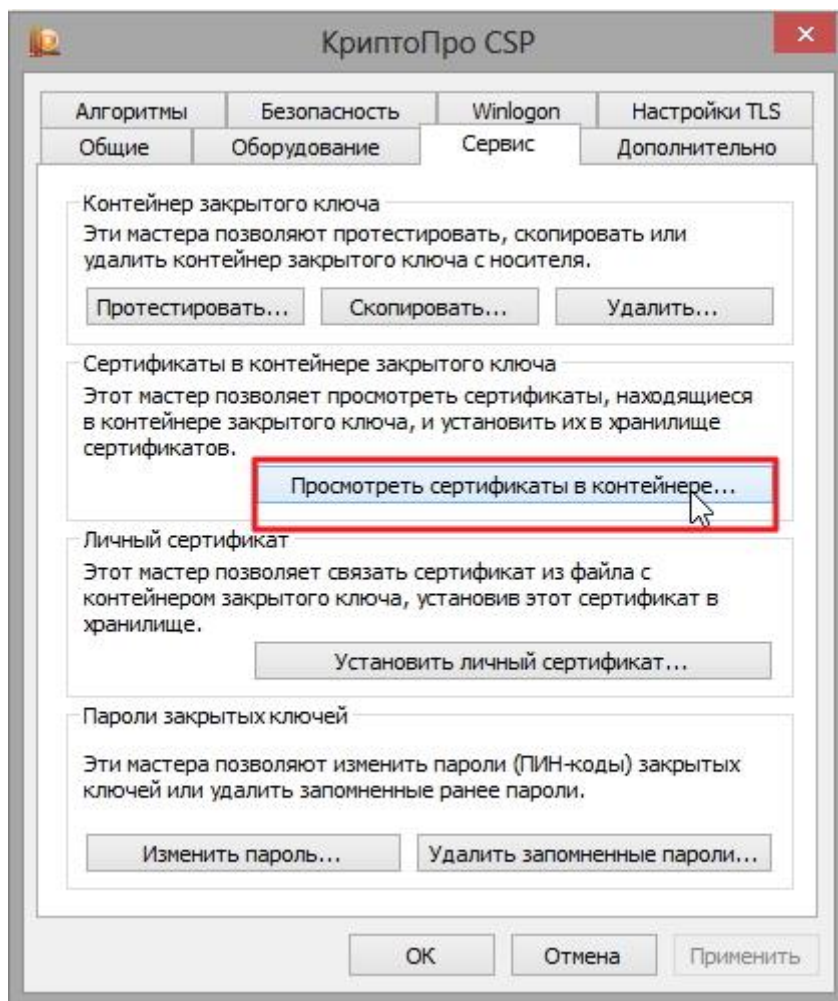 КриптоПро CSP
Алгоритмы Безопасность Winlogon Настройки TLS
Общие Оборудование Сервис Дополнительно
Контейнер закрытого ключа
Эти мастера позволяют протестировать, скопировать или
удалить контейнер закрытого ключа с носителя.
Протестировать... Скопировать... Удалить...
Сертификаты в контейнере закрытого ключа
Этот мастер позволяет просмотреть сертификаты, находящиеся
в контейнере закрытого ключа, и установить их в хранилище
сертификатов.
Просмотреть сертификаты в контейнере...
Личный сертификат
Этот мастер позволяет связать сертификат из файла с
контейнером закрытого ключа, установив этот сертификат в
хранилище.
Установить личный сертификат...
Пароли закрытых ключей
Эти мастера позволяют изменить пароли (ПИН-коды) закрытых
ключей или удалить запомненные ранее пароли.
Изменить пароль... Удалить запомненные пароли...
ОК Отмена Применить